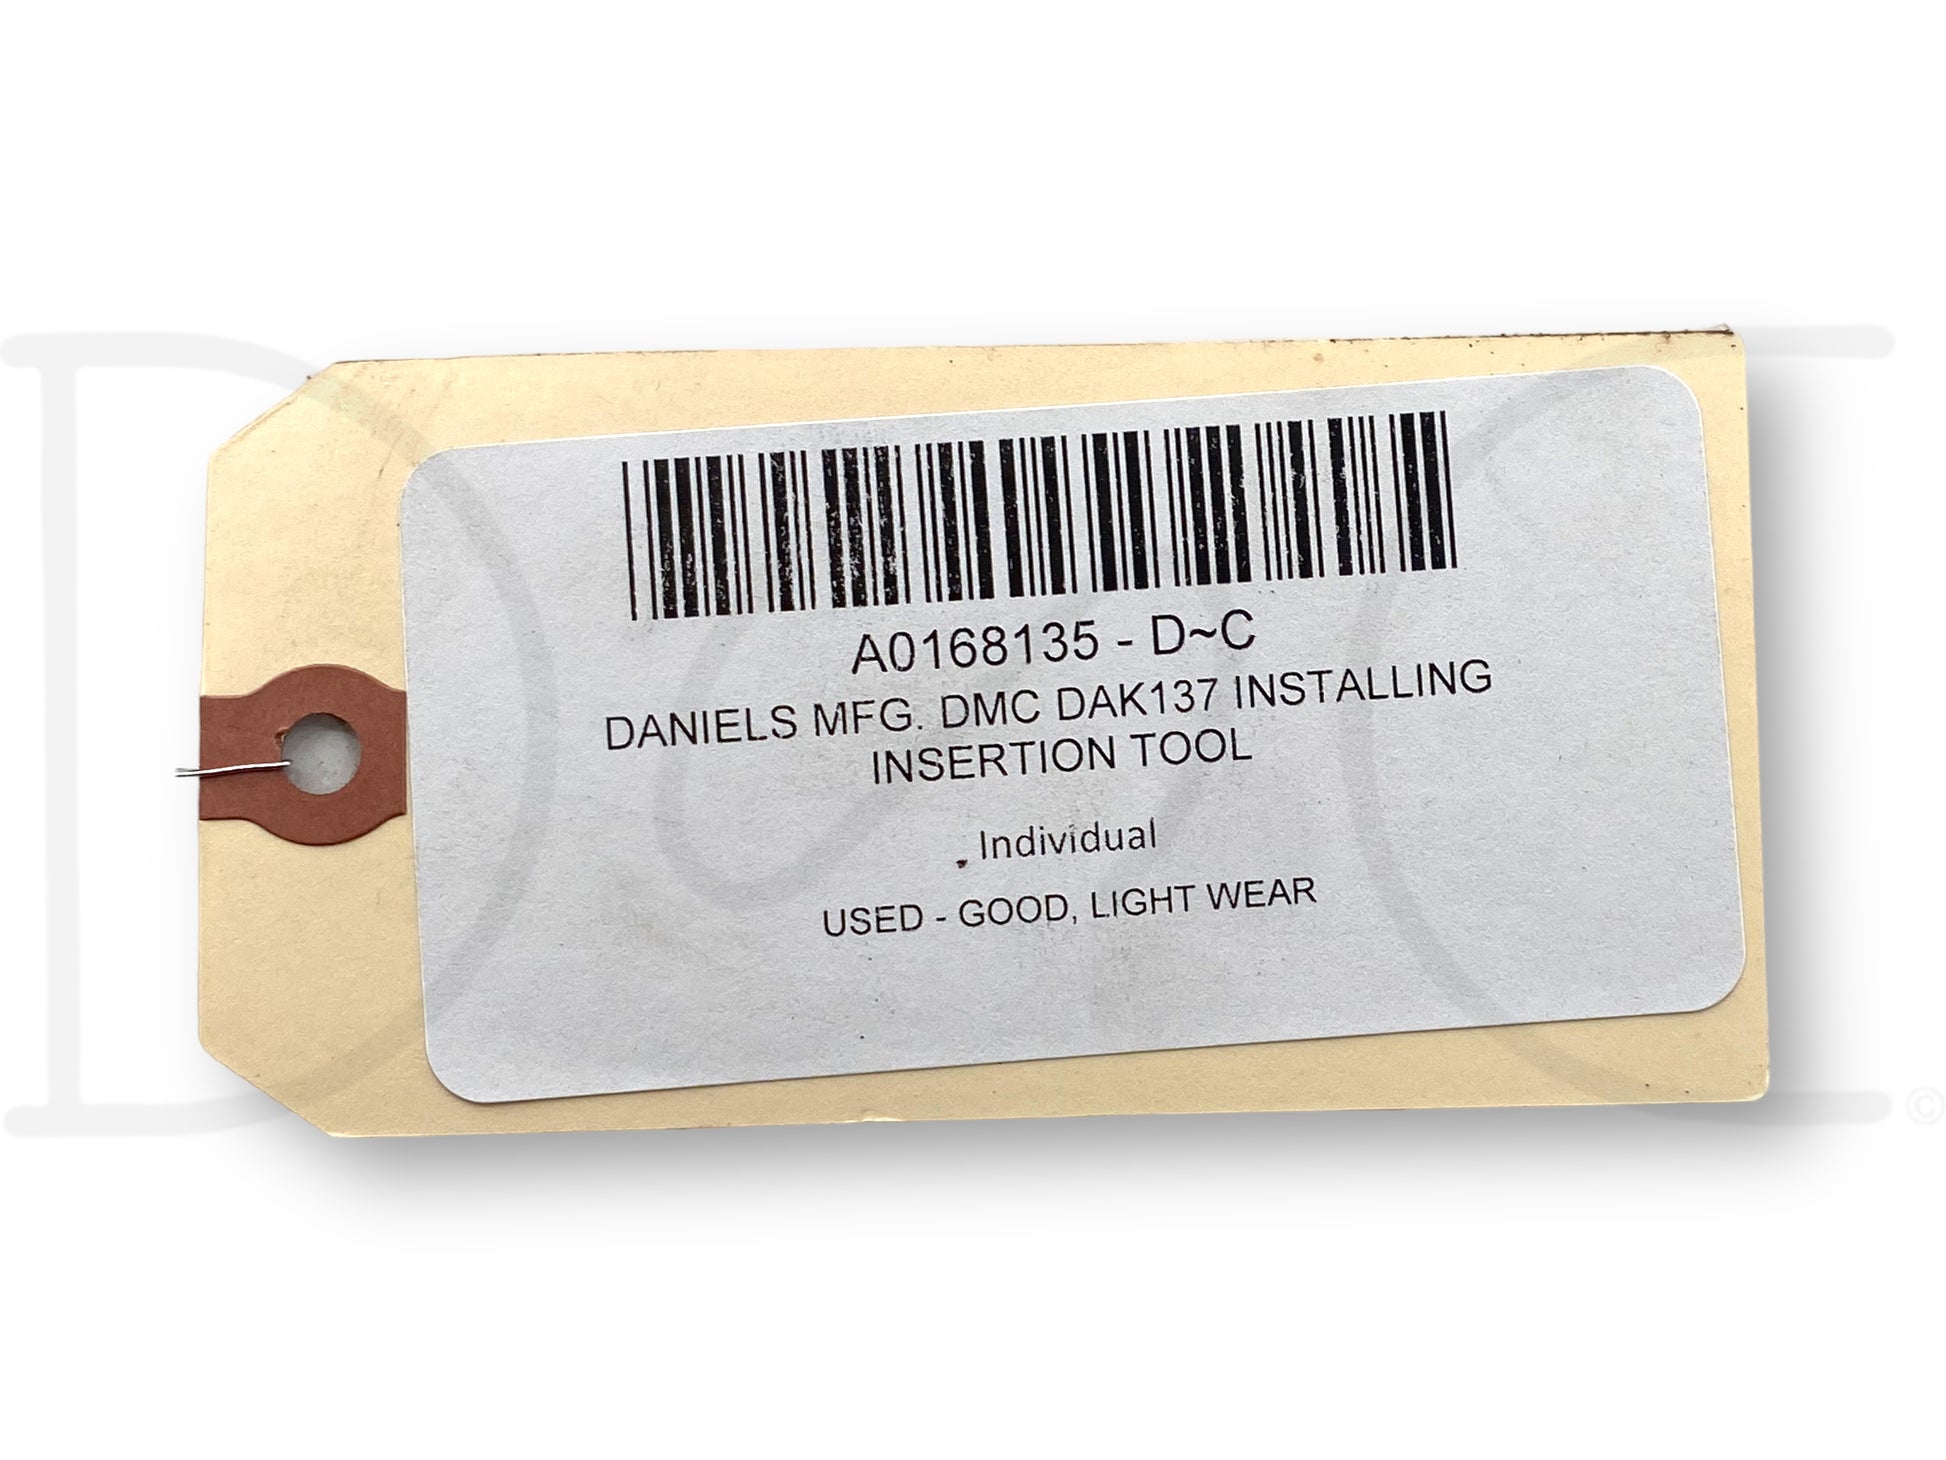 A0168135 - D~C
DANIELS MFG. DMC DAK137 INSTALLING
INSERTION TOOL
Individual
USED - GOOD, LIGHT WEAR
D & C ©